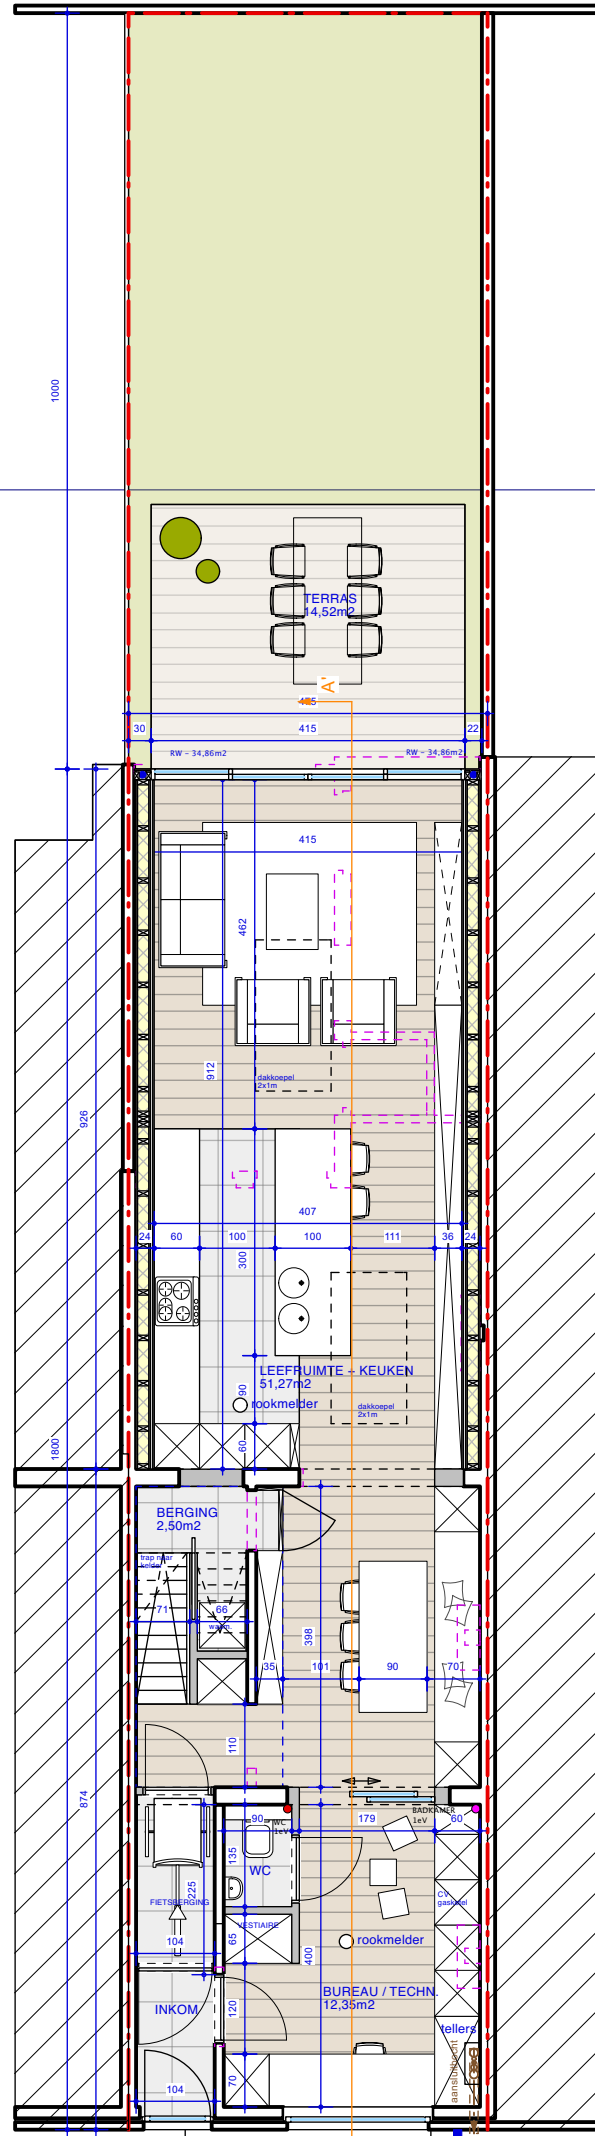 1000
TERRAS
14,52m2
A'
30
415
22
RW - 34,86m2
RW - 34,86m2
415
462
912
dakkoepel
2x1m
926
407
24
60
100
100
111
36
24
300
LEEFRUIMTE - KEUKEN
51,27m2
90
rookmelder
dakkoepel
2x1m
60
1800
BERGING
2,50m2
trap naar
kelder
71
66
wasm.
398
35
101
90
70
110
874
90
WC
1eV
179
BADKAMER
1eV
60
135
WC
225
FIETSBERGING
CV
gasketel
VESTIAIRE
65
104
400
rookmelder
INKOM
120
BUREAU / TECHN.
12,35m2
tellers
aansluitbocht
70
104